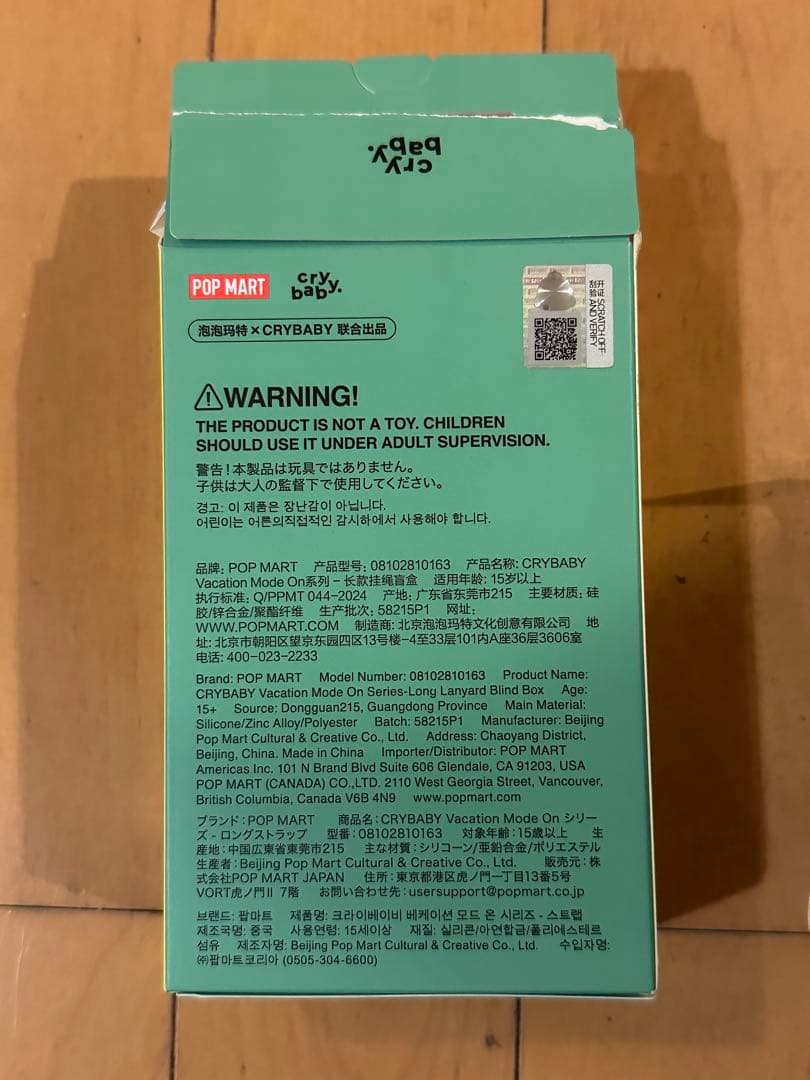 cry
baby.
POP MART
cry
baby.
泡泡玛特×CRYBABY 联合出品
开证 SCRATCH OFF
刮验 AND VERIFY
WARNING!
THE PRODUCT IS NOT A TOY. CHILDREN
SHOULD USE IT UNDER ADULT SUPERVISION.
警告！本製品は玩具ではありません。
子供は大人の監督下で使用してください。
경고: 이 제품은 장난감이 아닙니다.
어린이는 어른의직접적인 감시하에서 사용해야 합니다.
品牌: POP MART 产品型号: 08102810163 产品名称: CRYBABY
Vacation Mode On系列 – 长款挂绳盲盒 适用年龄: 15岁以上
执行标准: Q/PPMT 044-2024 产地: 广东省东莞市215 主要材质: 硅
胶/锌合金/聚酯纤维 生产批次: 58215P1 网址:
WWW.POPMART.COM 制造商: 北京泡泡玛特文化创意有限公司 地
址: 北京市朝阳区望京东园四区13号楼-4至33层101内A座36层3606室
电话: 400-023-2233
Brand: POP MART Model Number: 08102810163 Product Name:
CRYBABY Vacation Mode On Series-Long Lanyard Blind Box Age:
15+ Source: Dongguan215, Guangdong Province Main Material:
Silicone/Zinc Alloy/Polyester Batch: 58215P1 Manufacturer: Beijing
Pop Mart Cultural & Creative Co., Ltd. Address: Chaoyang District,
Beijing, China. Made in China Importer/Distributor: POP MART
Americas Inc. 101 N Brand Blvd Suite 606 Glendale, CA 91203, USA
POP MART (CANADA) CO.,LTD. 2110 West Georgia Street, Vancouver,
British Columbia, Canada V6B 4N9 www.popmart.com
ブランド：POP MART 商品名：CRYBABY Vacation Mode On シリー
ズ - ロングストラップ 型番：08102810163 対象年齢：15歳以上 生
産地：中国広東省東莞市215 主な材質：シリコーン/亜鉛合金/ポリエステル
生産者：Beijing Pop Mart Cultural & Creative Co., Ltd. 販売元：株
式会社POP MART JAPAN 住所：東京都港区虎ノ門一丁目13番5号
VORT虎ノ門II 7階 お問い合わせ先：usersupport@popmart.co.jp
브랜드: 팝마트 제품명: 크라이베이비 베케이션 모드 온 시리즈 - 스트랩
제조국명: 중국 사용연령: 15세이상 재질: 실리콘/아연합금/폴리에스테르
섬유 제조자명: Beijing Pop Mart Cultural & Creative Co., Ltd. 수입자명:
㈜팝마트코리아 (0505-304-6600)